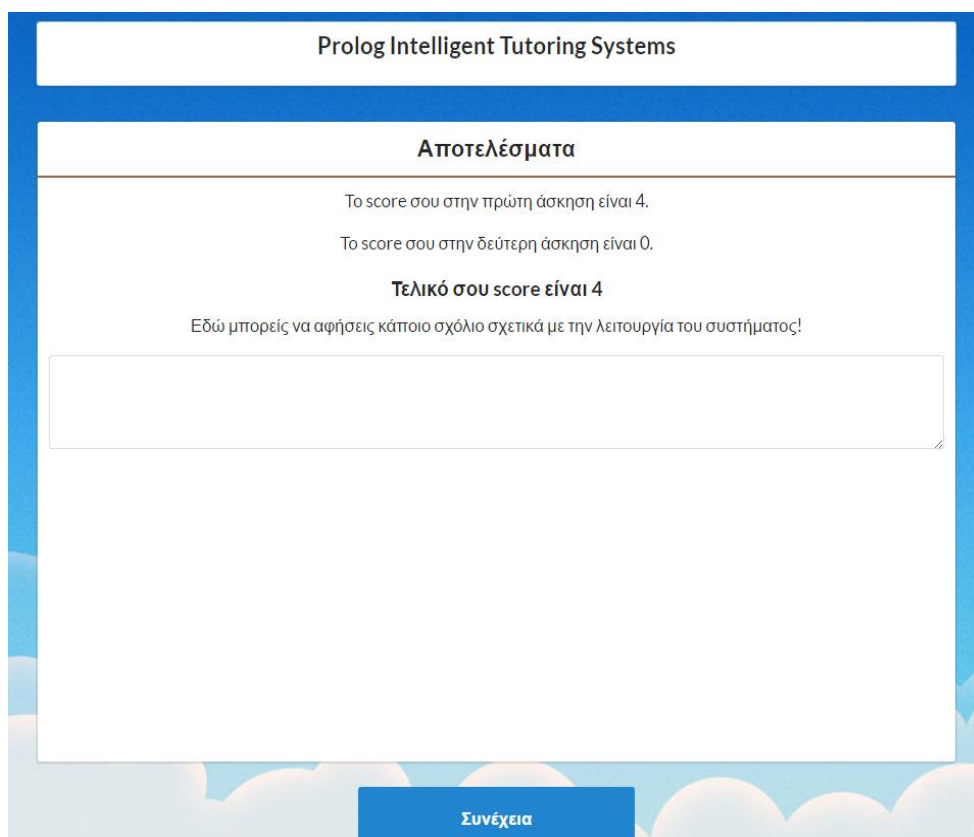 Prolog Intelligent Tutoring Systems
Αποτελέσματα
Το score σου στην πρώτη άσκηση είναι 4.
Το score σου στην δεύτερη άσκηση είναι 0.
Τελικό σου score είναι 4
Εδώ μπορείς να αφήσεις κάποιο σχόλιο σχετικά με την λειτουργία του συστήματος!
Συνέχεια